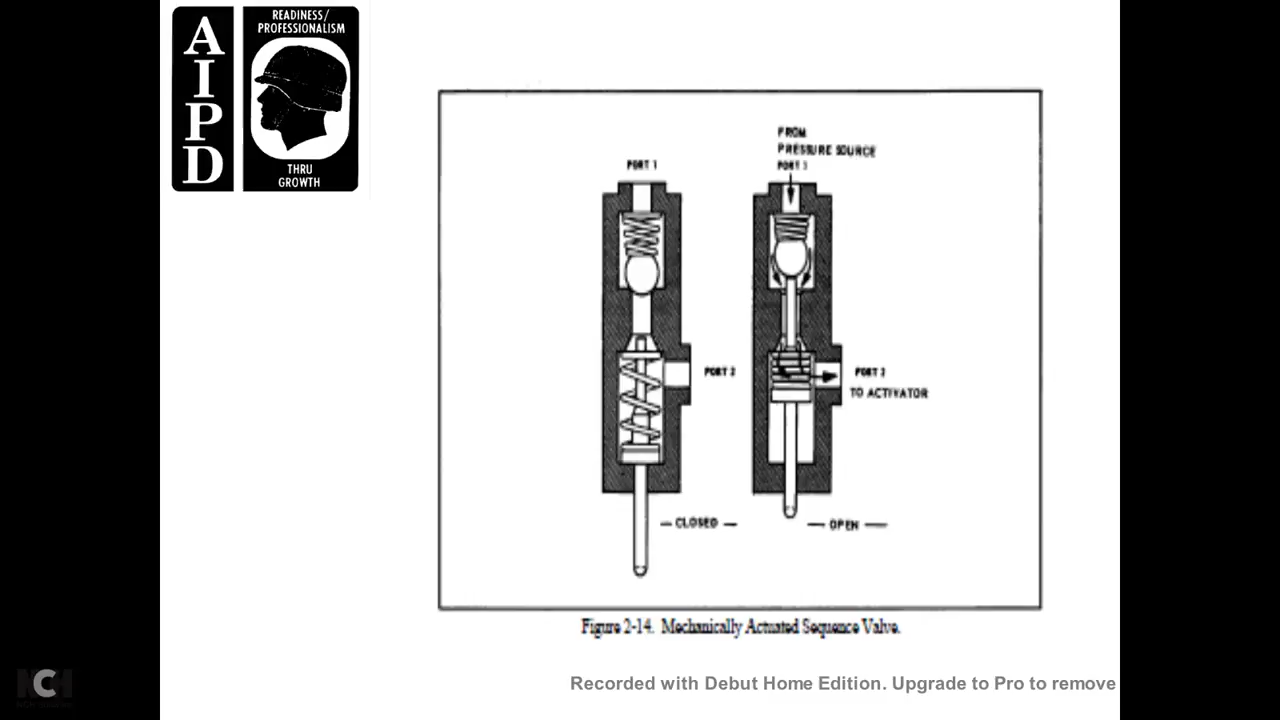 A
I
P
D
READINESS/
PROFESSIONALISM
THRU
GROWTH
PORT 1
FROM
PRESSURE SOURCE
PORT 1
PORT 2
PORT 2
TO ACTIVATOR
CLOSED
OPEN
Figure 2-14. Mechanically Actuated Sequence Valve.
NCH
Recorded with Debut Home Edition. Upgrade to Pro to remove